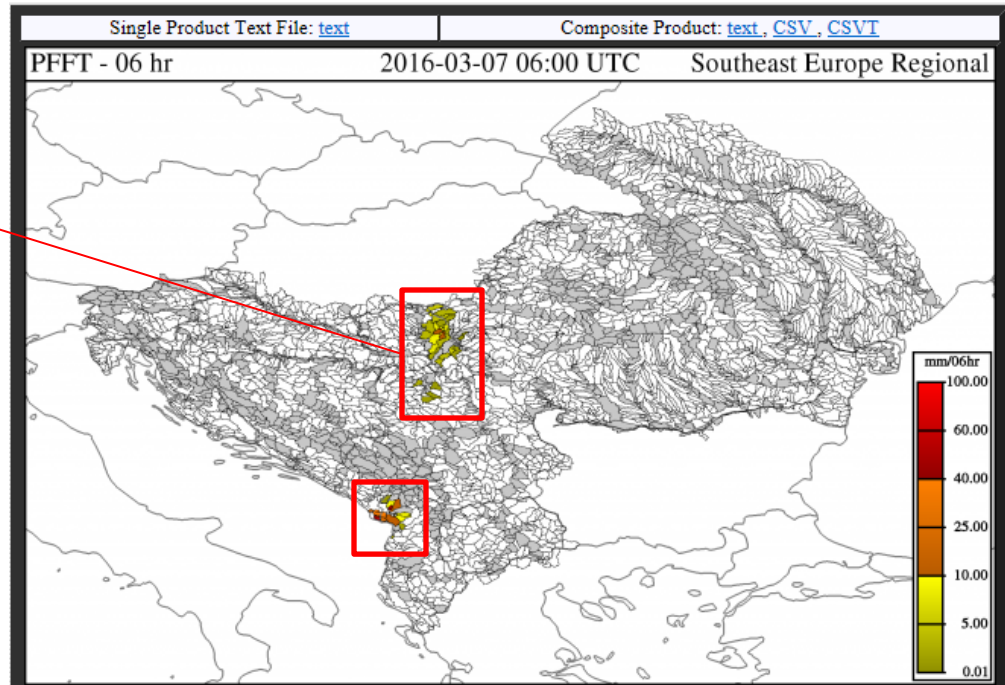 Single Product Text File: text
Composite Product: text , CSV , CSVT
PFFT - 06 hr 2016-03-07 06:00 UTC Southeast Europe Regional
mm/06hr
100.00
60.00
40.00
25.00
10.00
5.00
0.01